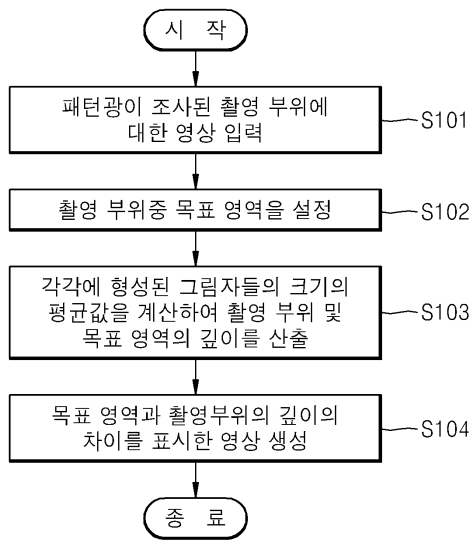 시 작
패턴광이 조사된 촬영 부위에
대한 영상 입력
S101
촬영 부위중 목표 영역을 설정
S102
각각에 형성된 그림자들의 크기의
평균값을 계산하여 촬영 부위 및
목표 영역의 깊이를 산출
S103
목표 영역과 촬영부위의 깊이의
차이를 표시한 영상 생성
S104
종 료